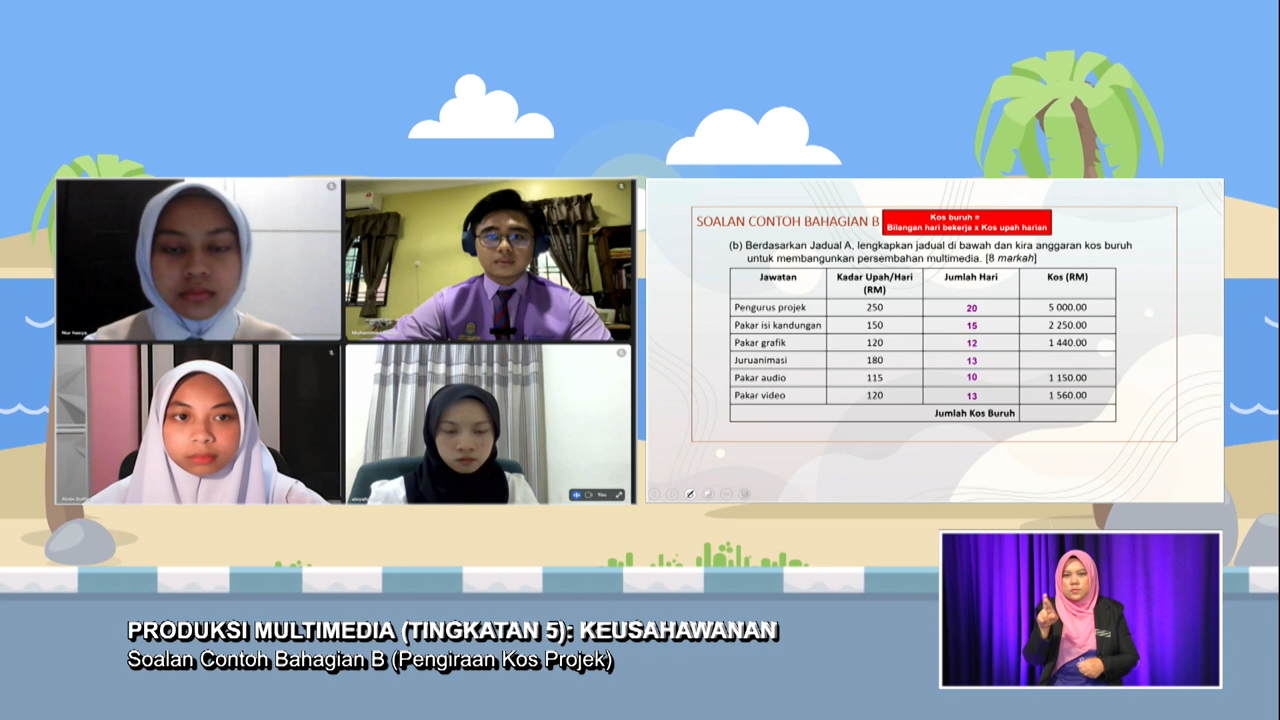 Nur hasya
SOALAN CONTOH BAHAGIAN B
Kos buruh =
Bilangan hari bekerja x Kos upah harian
(b) Berdasarkan Jadual A, lengkapkan jadual di bawah dan kira anggaran kos buruh
untuk membangunkan persembahan multimedia. [8 markah]
Jawatan Kadar Upah/Hari (RM) Jumlah Hari Kos (RM)
Pengurus projek 250 20 5 000.00
Pakar isi kandungan 150 15 2 250.00
Pakar grafik 120 12 1 440.00
Juruanimasi 180 13
Pakar audio 115 10 1 150.00
Pakar video 120 13 1 560.00
Jumlah Kos Buruh
You
PRODUKSI MULTIMEDIA (TINGKATAN 5): KEUSAHAWANAN
Soalan Contoh Bahagian B (Pengiraan Kos Projek)